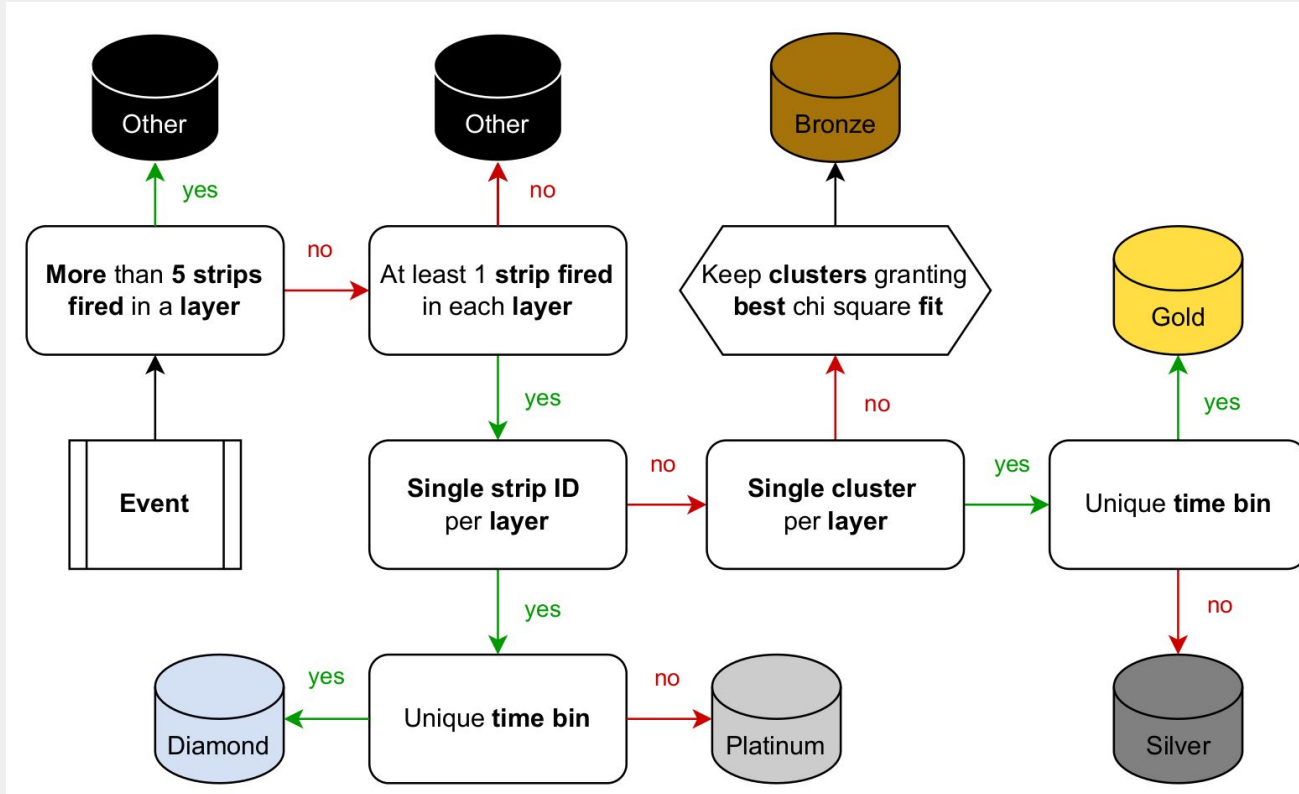 Other
Other
Bronze
yes
no
More than 5 strips
fired in a layer
no
At least 1 strip fired
in each layer
Keep clusters granting
best chi square fit
Gold
yes
no
yes
Event
Single strip ID
per layer
no
Single cluster
per layer
yes
Unique time bin
yes
no
Diamond
yes
Unique time bin
no
Platinum
Silver